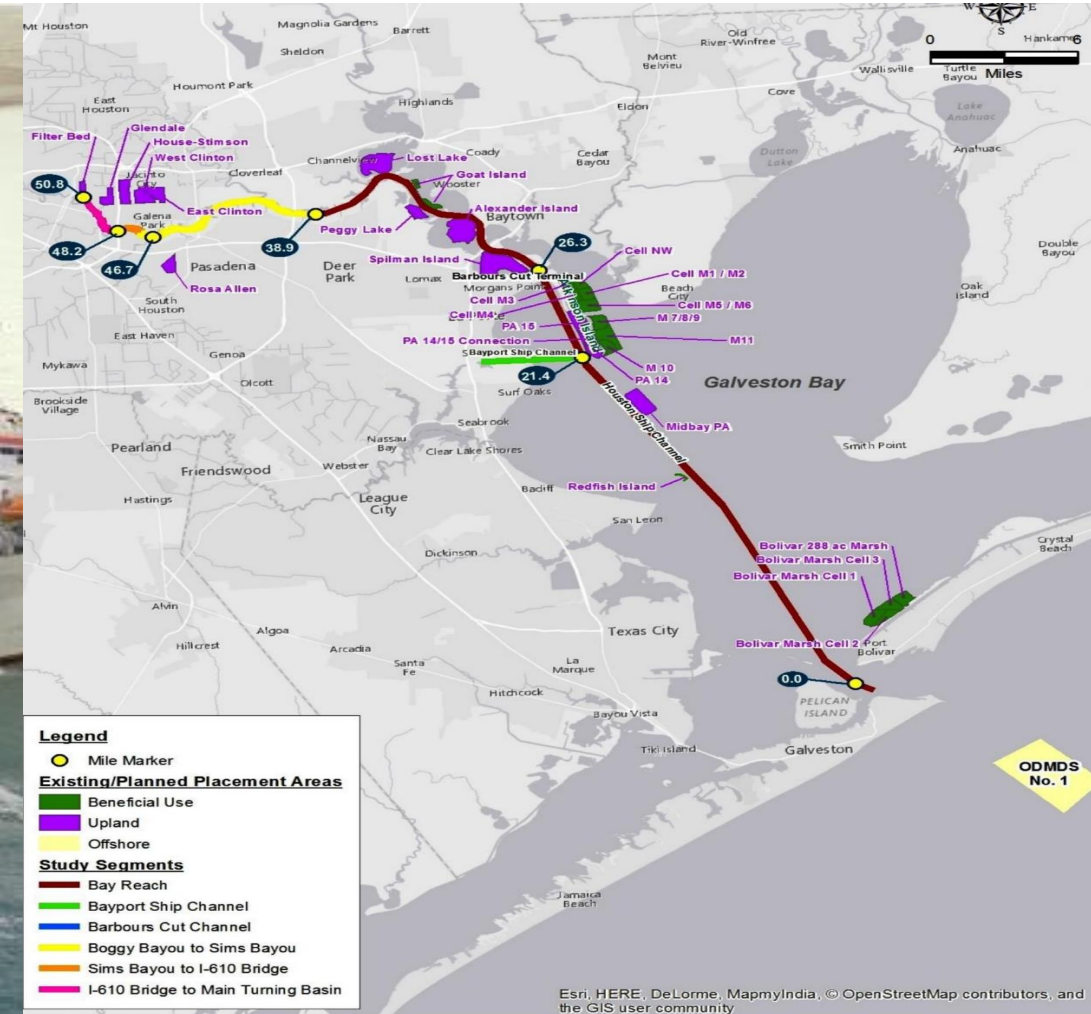 Mt Houston
Magnolia Gardens
Barrett
Sheldon
Old
River-Winfree
W
E
S
0
6
Miles
Mont
Belvieu
Wallisville
Turtle
Bayou
Houmont Park
East
Houston
Highlands
Eldon
Cove
Lake
Anahuac
Anahuac
Filter Bed
Glendale
House-Stimson
West Clinton
Jacinto
City
Cloverleaf
Channelview
Lost Lake
Coady
Cedar
Bayou
Dutton
Lake
50.8
Goat Island
Wooster
Galena
Park
East Clinton
Alexander Island
Baytown
Peggy Lake
48.2
46.7
38.9
26.3
Cell NW
Double
Bayou
Pasadena
Deer
Park
Lomax
Spilman Island
Barbours Cut Terminal
Morgans Point
Cell M1 / M2
Beach
City
Rosa Allen
South
Houston
Cell M3
Cell M4
Cell M5 / M6
Oak
Island
Atkinson Island
PA 15
M 7/8/9
East Haven
PA 14/15 Connection
M11
Genoa
Bayport Ship Channel
M 10
PA 14
Mykawa
21.4
Olcott
Surf Oaks
Galveston Bay
Brookside
Village
Seabrook
Houston Ship Channel
Midbay PA
Pearland
Nassau
Bay
Clear Lake Shores
Smith Point
Friendswood
Webster
Hastings
League
City
Bacliff
Redfish Island
San Leon
Dickinson
Bolivar 288 ac Marsh
Crystal
Beach
Bolivar Marsh Cell 3
Bolivar Marsh Cell 1
Alvin
Algoa
Texas City
Hillcrest
Arcadia
Bolivar Marsh Cell 2
Port
Bolivar
Santa
Fe
La
Marque
0.0
Hitchcock
PELICAN
ISLAND
Bayou Vista
Tiki Island
Galveston
ODMDS
No. 1
Jamaica
Beach
Legend
Mile Marker
Existing/Planned Placement Areas
Beneficial Use
Upland
Offshore
Study Segments
Bay Reach
Bayport Ship Channel
Barbours Cut Channel
Boggy Bayou to Sims Bayou
Sims Bayou to I-610 Bridge
I-610 Bridge to Main Turning Basin
Esri, HERE, DeLorme, MapmyIndia, © OpenStreetMap contributors, and
the GIS user community